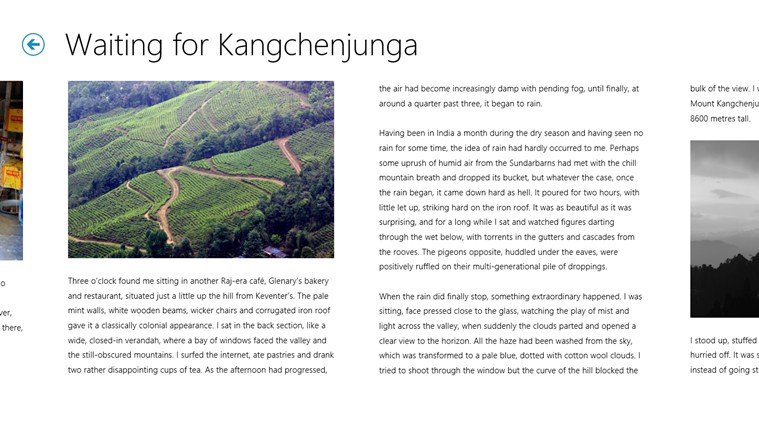 Waiting for Kangchenjunga
o
ver,
there,
Three o'clock found me sitting in another Raj-era café, Glenary's bakery
and restaurant, situated just a little up the hill from Keventer's. The pale
mint walls, white wooden beams, wicker chairs and corrugated iron roof
gave it a classically colonial appearance. I sat in the back section, like a
wide, closed-in verandah, where a bay of windows faced the valley and
the still-obscured mountains. I surfed the internet, ate pastries and drank
two rather disappointing cups of tea. As the afternoon had progressed,
the air had become increasingly damp with pending fog, until finally, at
around a quarter past three, it began to rain.
Having been in India a month during the dry season and having seen no
rain for some time, the idea of rain had hardly occurred to me. Perhaps
some uprush of humid air from the Sundarbarns had met with the chill
mountain breath and dropped its bucket, but whatever the case, once
the rain began, it came down hard as hell. It poured for two hours, with
little let up, striking hard on the iron roof. It was as beautiful as it was
surprising, and for a long while I sat and watched figures darting
through the wet below, with torrents in the gutters and cascades from
the rooves. The pigeons opposite, huddled under the eaves, were
positively ruffled on their multi-generational pile of droppings.
When the rain did finally stop, something extraordinary happened. I was
sitting, face pressed close to the glass, watching the play of mist and
light across the valley, when suddenly the clouds parted and opened a
clear view to the horizon. All the haze had been washed from the sky,
which was transformed to a pale blue, dotted with cotton wool clouds. I
tried to shoot through the window but the curve of the hill blocked the
bulk of the view. I
Mount Kangchenju
8600 metres tall.
I stood up, stuffed
hurried off. It was s
instead of going st